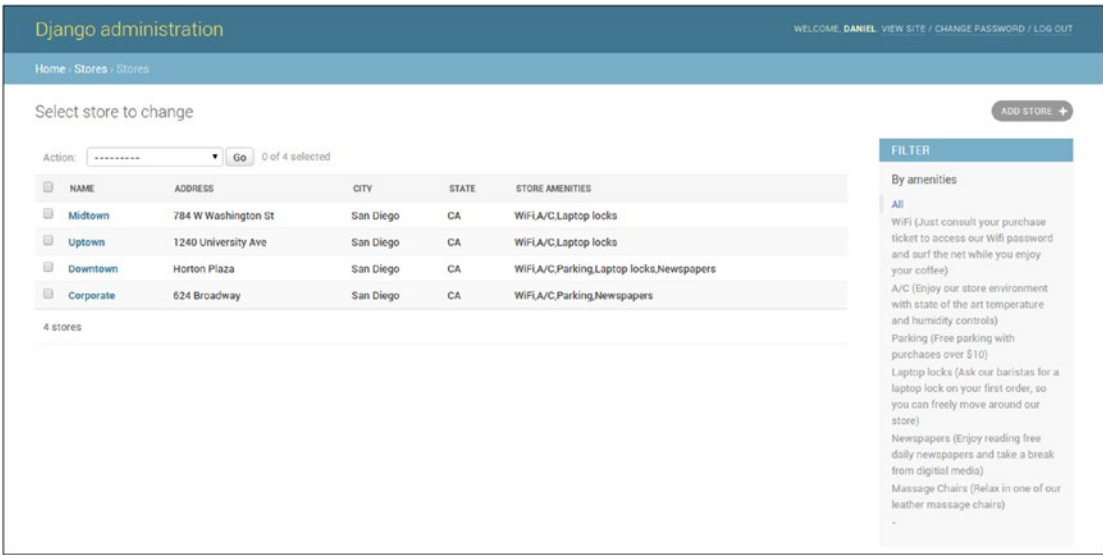 Django administration
WELCOME, DANIEL. VIEW SITE / CHANGE PASSWORD / LOG OUT
Home › Stores › Stores
Select store to change
ADD STORE +
Action: --------- Go 0 of 4 selected
NAME ADDRESS CITY STATE STORE AMENITIES
Midtown 784 W Washington St San Diego CA WiFi,A/C,Laptop locks
Uptown 1240 University Ave San Diego CA WiFi,A/C,Laptop locks
Downtown Horton Plaza San Diego CA WiFi,A/C,Parking,Laptop locks,Newspapers
Corporate 624 Broadway San Diego CA WiFi,A/C,Parking,Newspapers
4 stores
FILTER
By amenities
All
WiFi (Just consult your purchase
ticket to access our Wifi password
and surf the net while you enjoy
your coffee)
A/C (Enjoy our store environment
with state of the art temperature
and humidity controls)
Parking (Free parking with
purchases over $10)
Laptop locks (Ask our baristas for a
laptop lock on your first order, so
you can freely move around our
store)
Newspapers (Enjoy reading free
daily newspapers and take a break
from digitial media)
Massage Chairs (Relax in one of our
leather massage chairs)
-